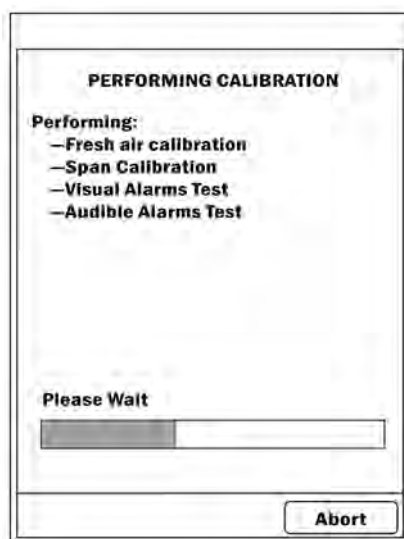 PERFORMING CALIBRATION
Performing:
—Fresh air calibration
—Span Calibration
—Visual Alarms Test
—Audible Alarms Test
Please Wait
Abort